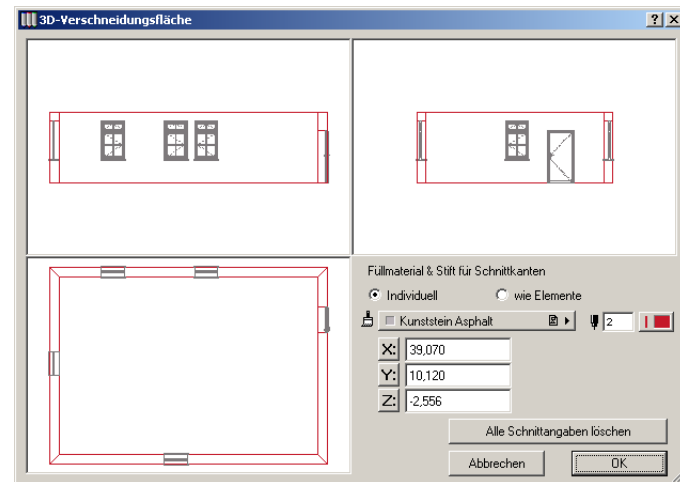 3D-Verschneidungsfläche
Füllmaterial & Stift für Schnittkanten
Individuell wie Elemente
Kunststein Asphalt 2
X: 39,070
Y: 10,120
Z: -2,556
Alle Schnittangaben löschen
Abbrechen OK